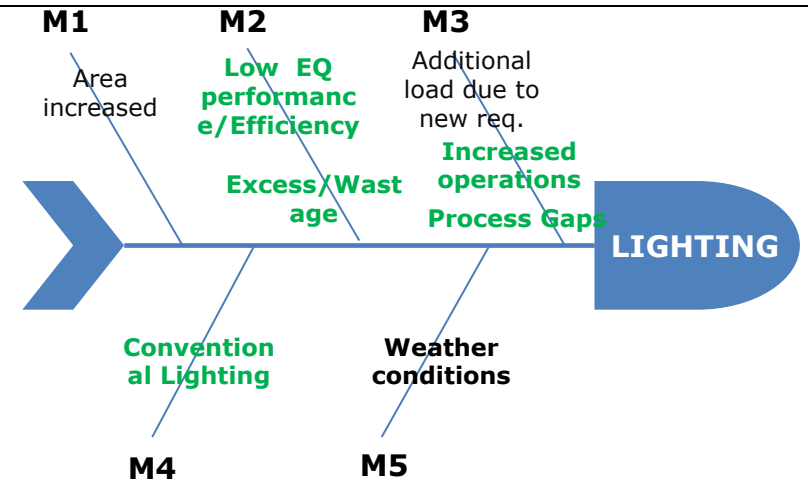 M1
M2
M3
Area
increased
Low EQ
performanc
e/Efficiency
Additional
load due to
new req.
Increased
operations
Excess/Wast
age
Process Gaps
LIGHTING
Convention
al Lighting
Weather
conditions
M4
M5